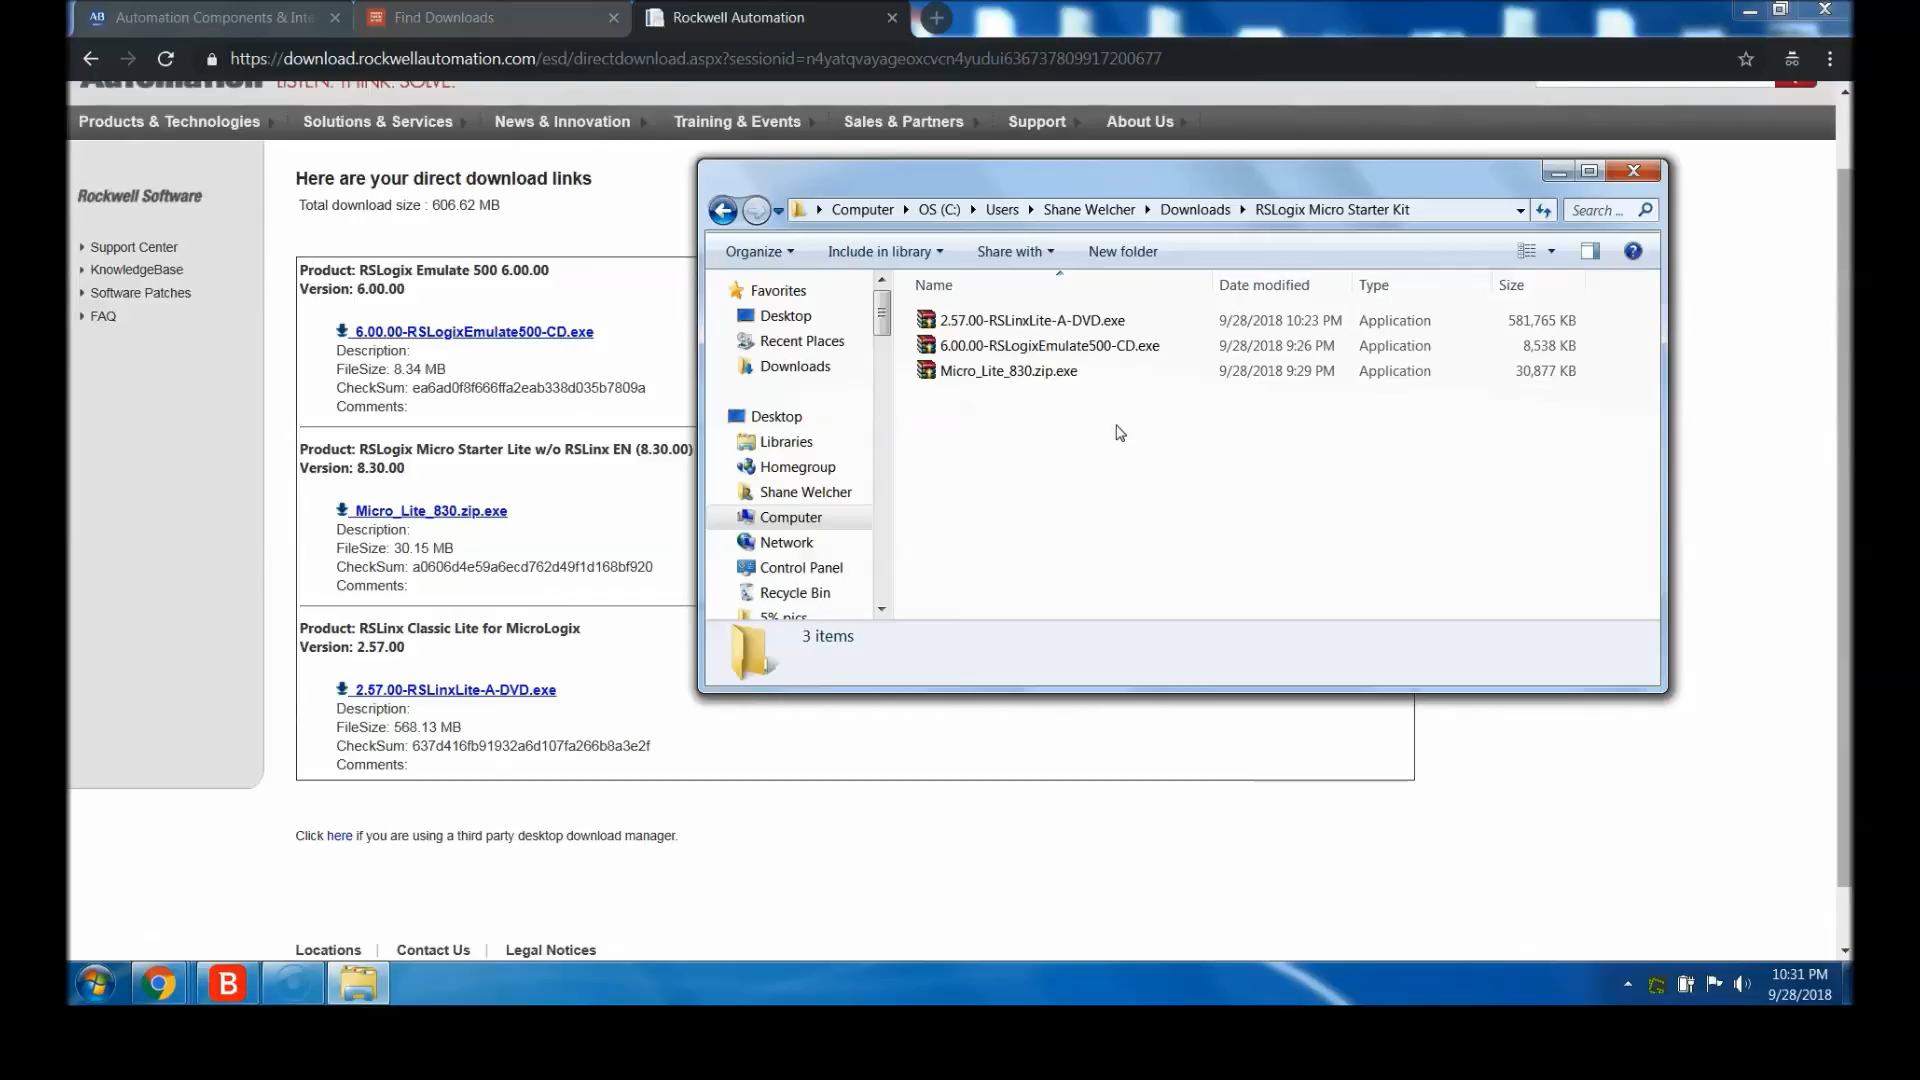 Automation Components & Inte
Find Downloads
Rockwell Automation
https://download.rockwellautomation.com/esd/directdownload.aspx?sessionid=n4yatqvayageoxcvcn4yudui636737809917200677
Automation LISTEN. THINK. SOLVE.
Products & Technologies
Solutions & Services
News & Innovation
Training & Events
Sales & Partners
Support
About Us
Rockwell Software
Support Center
KnowledgeBase
Software Patches
FAQ
Here are your direct download links
Total download size : 606.62 MB
Product: RSLogix Emulate 500 6.00.00
Version: 6.00.00
6.00.00-RSLogixEmulate500-CD.exe
Description:
FileSize: 8.34 MB
CheckSum: ea6ad0f8f666ffa2eab338d035b7809a
Comments:
Product: RSLogix Micro Starter Lite w/o RSLinx EN (8.30.00)
Version: 8.30.00
Micro_Lite_830.zip.exe
Description:
FileSize: 30.15 MB
CheckSum: a0606d4e59a6ecd762d49f1d168bf920
Comments:
Product: RSLinx Classic Lite for MicroLogix
Version: 2.57.00
2.57.00-RSLinxLite-A-DVD.exe
Description:
FileSize: 568.13 MB
CheckSum: 637d416fb91932a6d107fa266b8a3e2f
Comments:
Click here if you are using a third party desktop download manager.
Locations
Contact Us
Legal Notices
Computer
OS (C:)
Users
Shane Welcher
Downloads
RSLogix Micro Starter Kit
Search ...
Organize
Include in library
Share with
New folder
Favorites
Desktop
Recent Places
Downloads
Desktop
Libraries
Homegroup
Shane Welcher
Computer
Network
Control Panel
Recycle Bin
5% pics
Name Date modified Type Size
2.57.00-RSLinxLite-A-DVD.exe 9/28/2018 10:23 PM Application 581,765 KB
6.00.00-RSLogixEmulate500-CD.exe 9/28/2018 9:26 PM Application 8,538 KB
Micro_Lite_830.zip.exe 9/28/2018 9:29 PM Application 30,877 KB
3 items
B
10:31 PM
9/28/2018